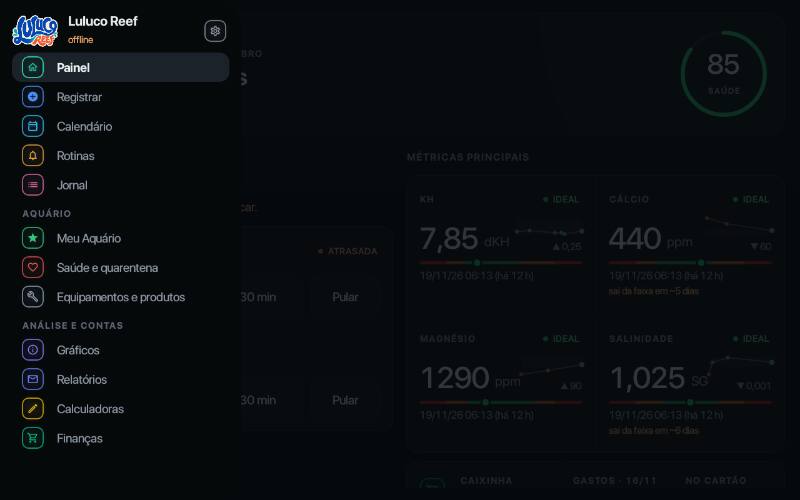 LULUCO REEF
Luluco Reef
offline
Painel
Registrar
Calendário
Rotinas
Jornal
AQUÁRIO
Meu Aquário
Saúde e quarentena
Equipamentos e produtos
ANÁLISE E CONTAS
Gráficos
Relatórios
Calculadoras
Finanças
BRO
s
85
SAÚDE
car.
ATRASADA
30 min Pular
30 min Pular
MÉTRICAS PRINCIPAIS
KH IDEAL
7,85 dKH ▲0,25
19/11/26 06:13 (há 12 h)
CÁLCIO IDEAL
440 ppm ▼60
19/11/26 06:13 (há 12 h)
sai da faixa em ~5 dias
MAGNÉSIO IDEAL
1290 ppm ▲90
19/11/26 06:13 (há 12 h)
SALINIDADE IDEAL
1,025 SG ▼0,001
19/11/26 06:13 (há 12 h)
sai da faixa em ~6 dias
CAIXINHA GASTOS · 16/11 NO CARTÃO